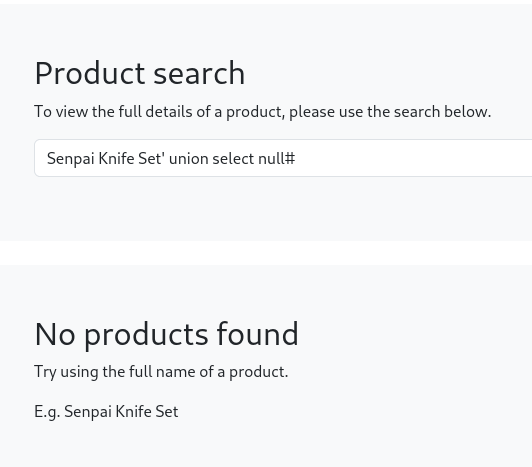 Product search
To view the full details of a product, please use the search below.
Senpai Knife Set' union select null#
No products found
Try using the full name of a product.
E.g. Senpai Knife Set